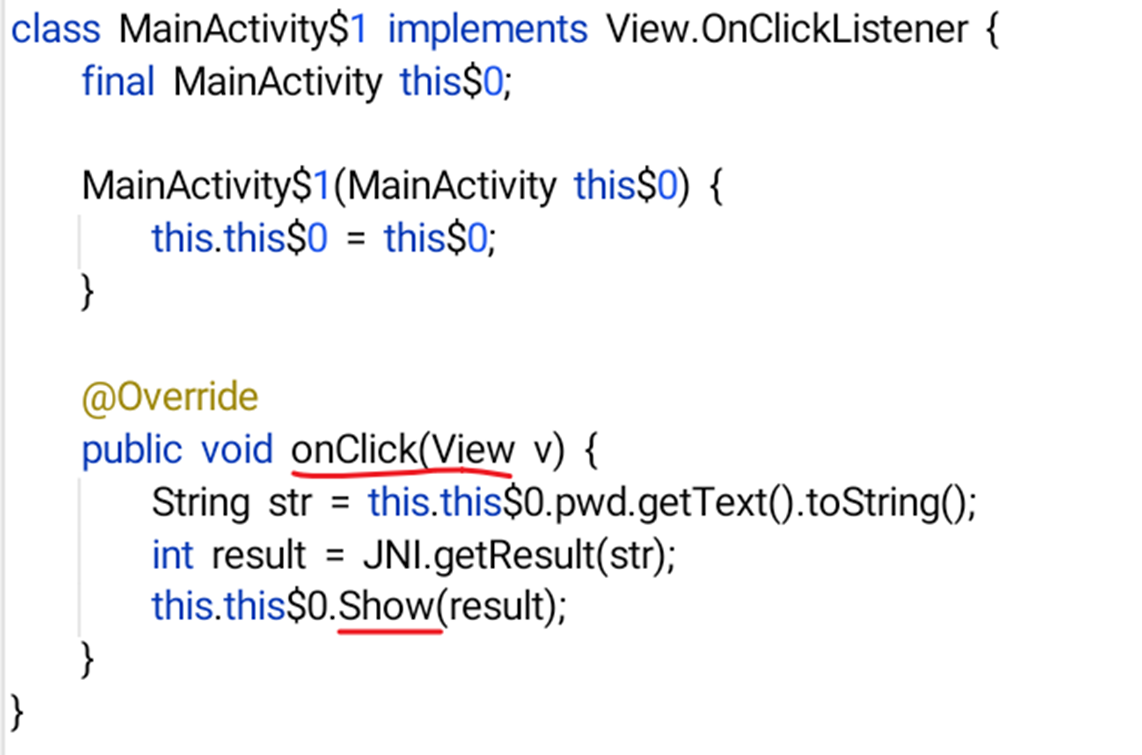 class MainActivity$1 implements View.OnClickListener {
final MainActivity this$0;
MainActivity$1(MainActivity this$0) {
this.this$0 = this$0;
}
@Override
public void onClick(View v) {
String str = this.this$0.pwd.getText().toString();
int result = JNI.getResult(str);
this.this$0.Show(result);
}
}